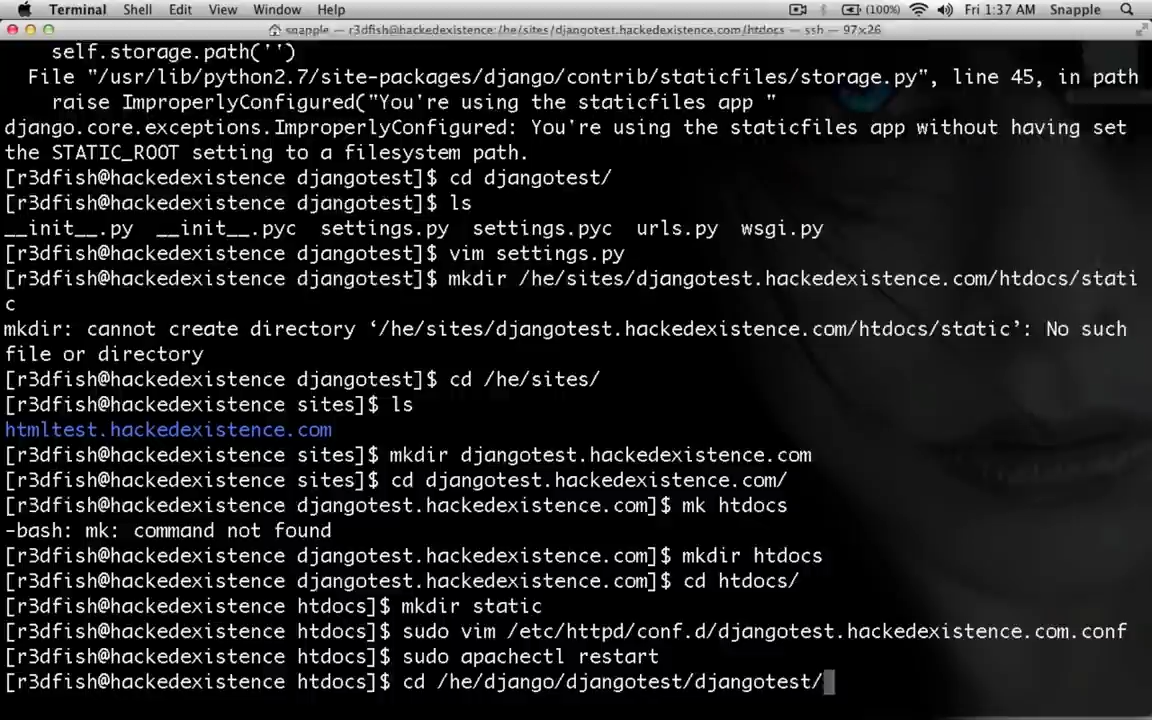 Terminal Shell Edit View Window Help (100%) Fri 1:37 AM Snapple
snapple — r3dfish@hackedexistence:/he/sites/djangotest.hackedexistence.com/htdocs — ssh — 97×26
self.storage.path('')
File "/usr/lib/python2.7/site-packages/django/contrib/staticfiles/storage.py", line 45, in path
raise ImproperlyConfigured("You're using the staticfiles app "
django.core.exceptions.ImproperlyConfigured: You're using the staticfiles app without having set
the STATIC_ROOT setting to a filesystem path.
[r3dfish@hackedexistence djangotest]$ cd djangotest/
[r3dfish@hackedexistence djangotest]$ ls
__init__.py __init__.pyc settings.py settings.pyc urls.py wsgi.py
[r3dfish@hackedexistence djangotest]$ vim settings.py
[r3dfish@hackedexistence djangotest]$ mkdir /he/sites/djangotest.hackedexistence.com/htdocs/stati
c
mkdir: cannot create directory ‘/he/sites/djangotest.hackedexistence.com/htdocs/static’: No such
file or directory
[r3dfish@hackedexistence djangotest]$ cd /he/sites/
[r3dfish@hackedexistence sites]$ ls
htmltest.hackedexistence.com
[r3dfish@hackedexistence sites]$ mkdir djangotest.hackedexistence.com
[r3dfish@hackedexistence sites]$ cd djangotest.hackedexistence.com/
[r3dfish@hackedexistence djangotest.hackedexistence.com]$ mk htdocs
-bash: mk: command not found
[r3dfish@hackedexistence djangotest.hackedexistence.com]$ mkdir htdocs
[r3dfish@hackedexistence djangotest.hackedexistence.com]$ cd htdocs/
[r3dfish@hackedexistence htdocs]$ mkdir static
[r3dfish@hackedexistence htdocs]$ sudo vim /etc/httpd/conf.d/djangotest.hackedexistence.com.conf
[r3dfish@hackedexistence htdocs]$ sudo apachectl restart
[r3dfish@hackedexistence htdocs]$ cd /he/django/djangotest/djangotest/